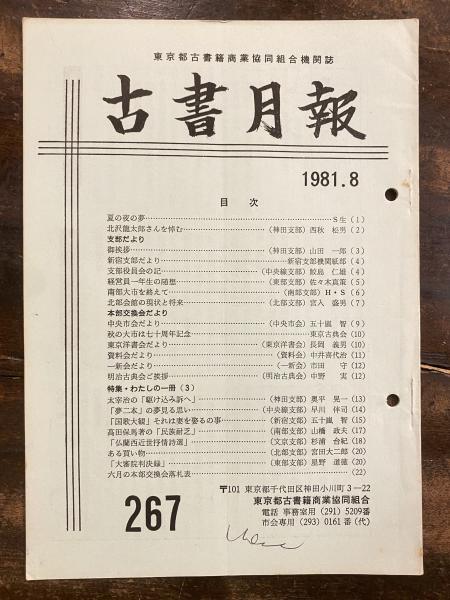 東京都古書籍商業協同組合機関誌
古書月報
1981.8
目次
夏の夜の夢…S生(1)
北沢龍太郎さんを悼む…(神田支部)西秋松男(2)
支部だより
御挨拶…(神田支部)山田一郎(3)
新宿支部だより…新宿支部機関紙部(4)
支部役員会の記…(中央線支部)鮫島仁雄(4)
経営員一年生の随想…(東部支部)佐々木嘉策(5)
南部大市を終えて…(南部支部)H・S(6)
北部会館の現状と将来…(北部支部)宮入盛男(7)
本部交換会だより
中央市会だより…(中央市会)五十嵐智(9)
秋の大市は七十周年記念…東京古典会(10)
東京洋書会だより…(東京洋書会)長岡義男(10)
資料会だより…(資料会)中井喜代治(11)
一新会だより…(一新会)市田守(12)
明治古典会ご挨拶…(明治古典会)中野実(12)
特集・わたしの一冊(3)
太宰治の「駆け込み訴へ」…(神田支部)奥平晃一(13)
「夢二本」の夢見る思い…(中央線支部)早川伴司(14)
「国歌大観」それは妻を娶るの事…(新宿支部)五十嵐智(15)
高田保馬著の「民族耐乏」…(南部支部)山橋政夫(17)
「仏蘭西近世抒情詩選」…(文京支部)杉浦台紀(18)
ある買い物…(北部支部)宮田大二郎(20)
「大審院判決録」…(東部支部)星野道徳(20)
六月の本部交換会落札表…(22)
〒101 東京都千代田区神田小川町3—22
東京都古書籍商業協同組合
電話 事務室用(291)5209番
市会専用(293)0161番(代)
267